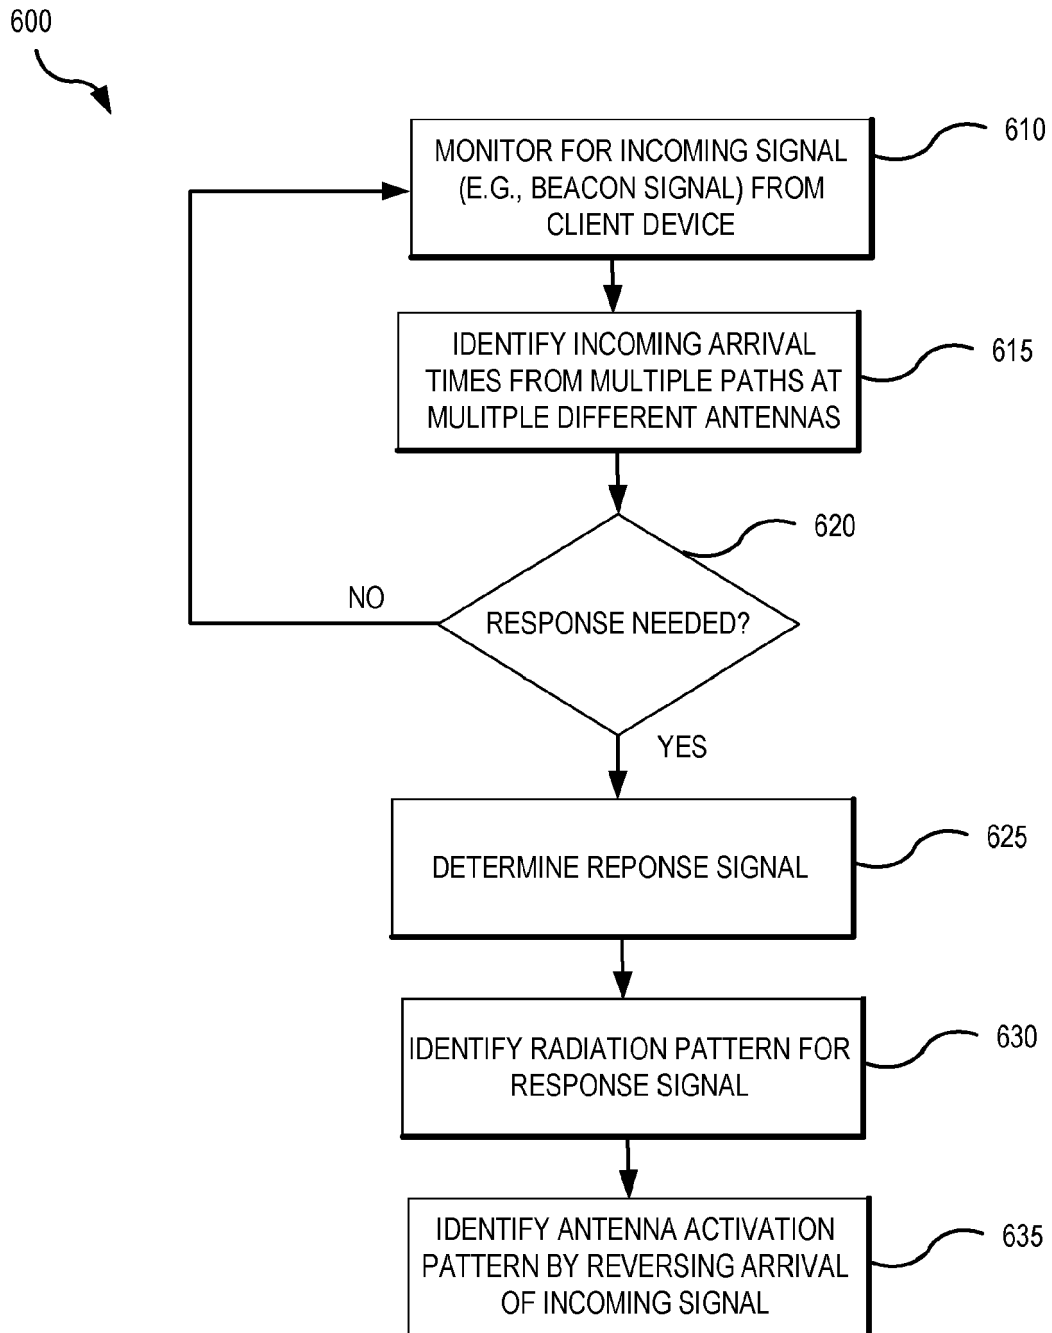 600
MONITOR FOR INCOMING SIGNAL
(E.G., BEACON SIGNAL) FROM
CLIENT DEVICE
610
IDENTIFY INCOMING ARRIVAL
TIMES FROM MULTIPLE PATHS AT
MULITPLE DIFFERENT ANTENNAS
615
620
RESPONSE NEEDED?
NO
YES
DETERMINE REPONSE SIGNAL
625
IDENTIFY RADIATION PATTERN FOR
RESPONSE SIGNAL
630
IDENTIFY ANTENNA ACTIVATION
PATTERN BY REVERSING ARRIVAL
OF INCOMING SIGNAL
635